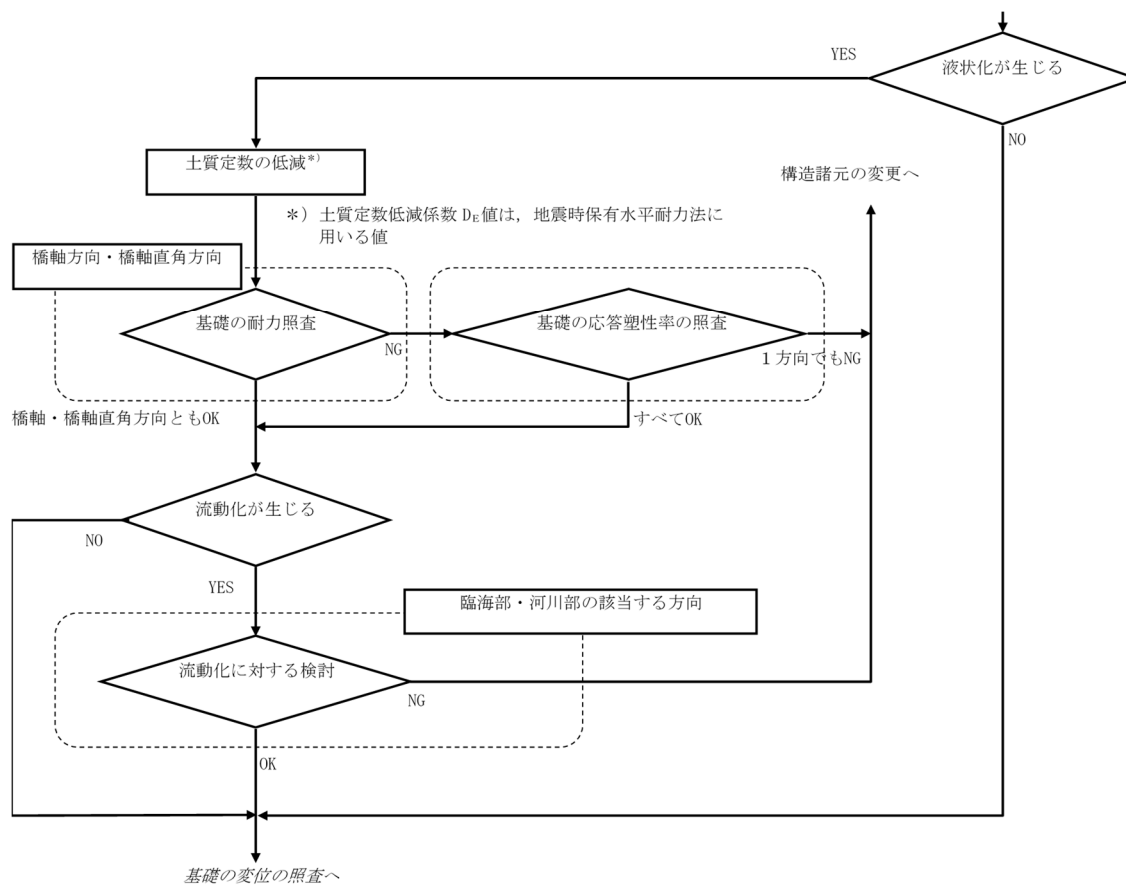 YES
液状化が生じる
NO
土質定数の低減*)
構造諸元の変更へ
*) 土質定数低減係数 DE値は，地震時保有水平耐力法に
用いる値
橋軸方向・橋軸直角方向
基礎の耐力照査
NG
基礎の応答塑性率の照査
1方向でもNG
橋軸・橋軸直角方向ともOK
すべてOK
流動化が生じる
NO
YES
臨海部・河川部の該当する方向
流動化に対する検討
NG
OK
基礎の変位の照査へ